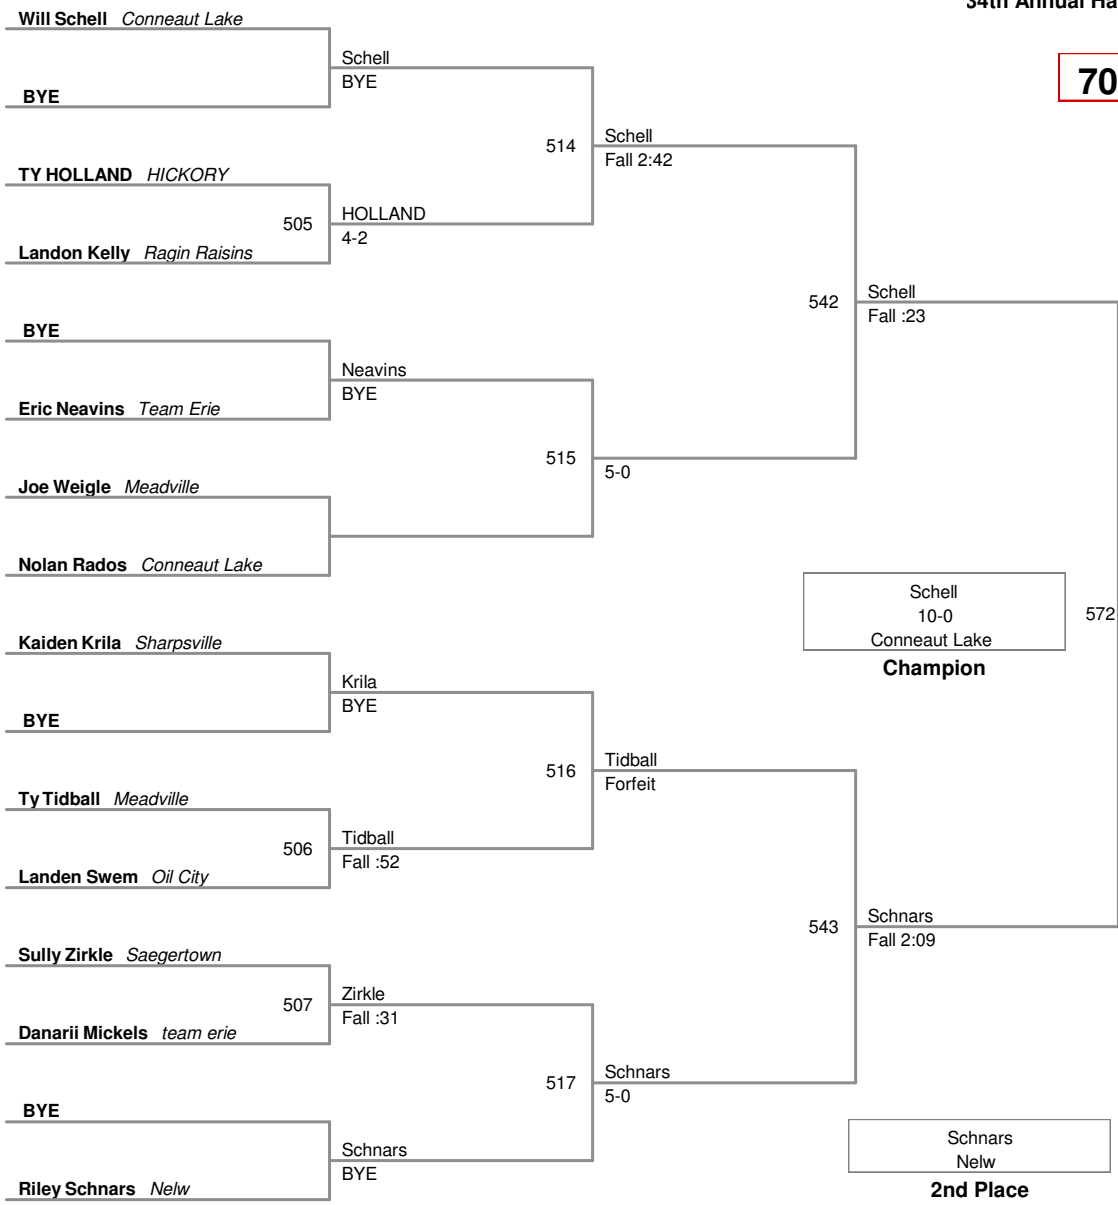 34th Annual Ha
70
Will Schell Conneaut Lake
Schell
BYE
BYE
514
Schell
Fall 2:42
TY HOLLAND HICKORY
505
HOLLAND
4-2
Landon Kelly Ragin Raisins
542
Schell
Fall :23
BYE
Neavins
BYE
Eric Neavins Team Erie
515
5-0
Joe Weigle Meadville
Nolan Rados Conneaut Lake
Schell
10-0
Conneaut Lake
Champion
572
Kaiden Krila Sharpsville
Krila
BYE
BYE
516
Tidball
Forfeit
Ty Tidball Meadville
506
Tidball
Fall :52
Landen Swem Oil City
543
Schnars
Fall 2:09
Sully Zirkle Saegertown
507
Zirkle
Fall :31
Danarii Mickels team erie
517
Schnars
5-0
BYE
Schnars
BYE
Riley Schnars Nelw
Schnars
Nelw
2nd Place